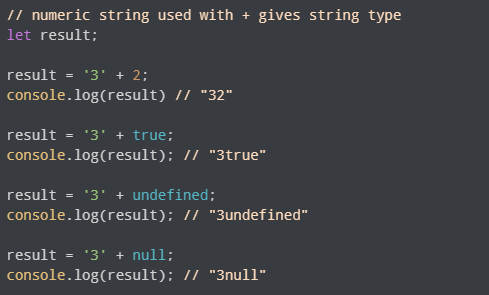 // numeric string used with + gives string type
let result;
result = '3' + 2;
console.log(result) // "32"
result = '3' + true;
console.log(result); // "3true"
result = '3' + undefined;
console.log(result); // "3undefined"
result = '3' + null;
console.log(result); // "3null"